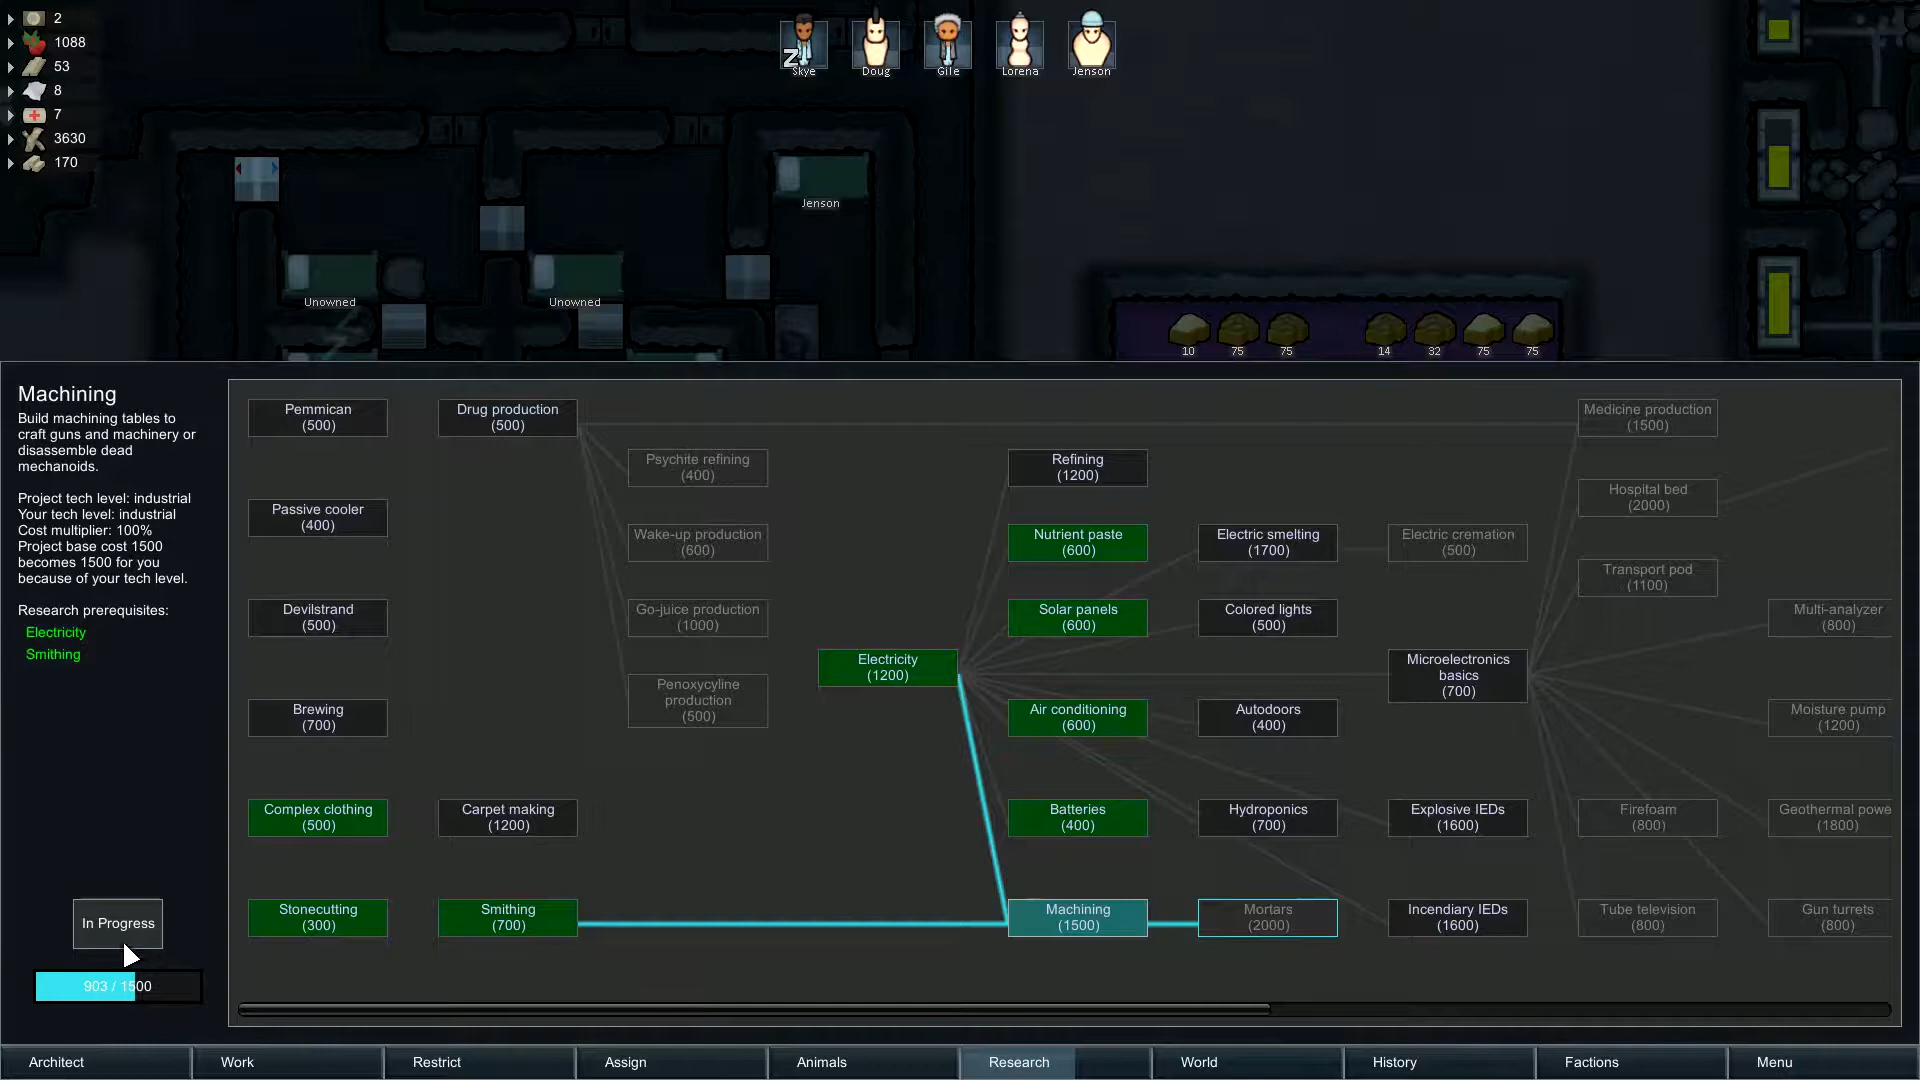 2
1088
53
8
7
3630
170
Z
Skye
Doug
Gile
Lorena
Jenson
Jenson
Unowned
Unowned
10
75
75
14
32
75
75
Machining
Build machining tables to
craft guns and machinery or
disassemble dead
mechanoids.
Project tech level: industrial
Your tech level: industrial
Cost multiplier: 100%
Project base cost 1500
becomes 1500 for you
because of your tech level.
Research prerequisites:
Electricity
Smithing
In Progress
903 / 1500
Pemmican
(500)
Drug production
(500)
Medicine production
(1500)
Psychite refining
(400)
Refining
(1200)
Hospital bed
(2000)
Passive cooler
(400)
Wake-up production
(600)
Nutrient paste
(600)
Electric smelting
(1700)
Electric cremation
(500)
Transport pod
(1100)
Devilstrand
(500)
Go-juice production
(1000)
Solar panels
(600)
Colored lights
(500)
Multi-analyzer
(800)
Electricity
(1200)
Microelectronics
basics
(700)
Penoxycyline
production
(500)
Brewing
(700)
Air conditioning
(600)
Autodoors
(400)
Moisture pump
(1200)
Complex clothing
(500)
Carpet making
(1200)
Batteries
(400)
Hydroponics
(700)
Explosive IEDs
(1600)
Firefoam
(800)
Geothermal powe
(1800)
Stonecutting
(300)
Smithing
(700)
Machining
(1500)
Mortars
(2000)
Incendiary IEDs
(1600)
Tube television
(800)
Gun turrets
(800)
Architect
Work
Restrict
Assign
Animals
Research
World
History
Factions
Menu